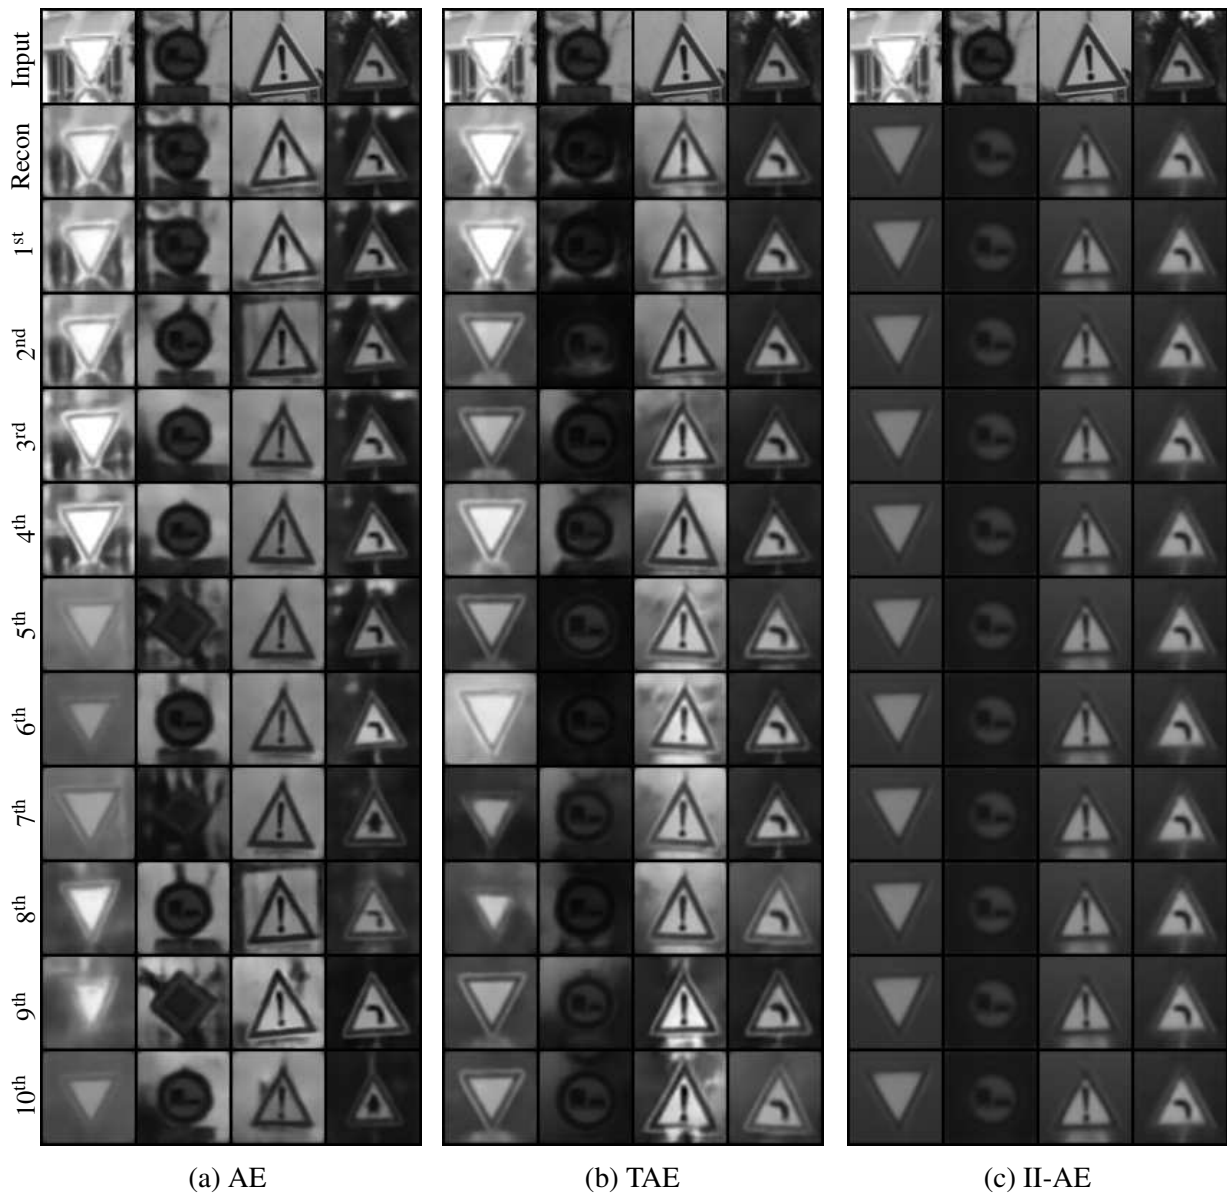 Input
Recon
1st
2nd
3rd
4th
5th
6th
7th
8th
9th
10th
(a) AE
(b) TAE
(c) II-AE